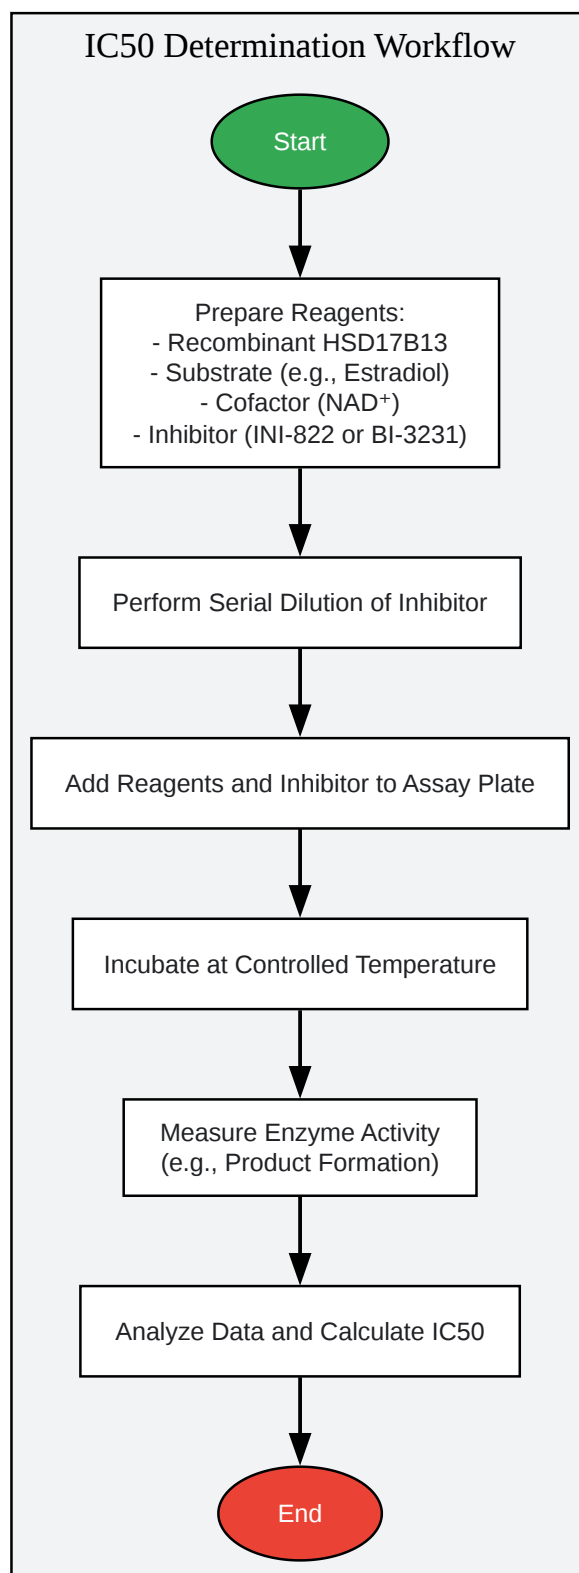 IC50 Determination Workflow
Start
Prepare Reagents:
- Recombinant HSD17B13
- Substrate (e.g., Estradiol)
- Cofactor (NAD⁺)
- Inhibitor (INI-822 or BI-3231)
Perform Serial Dilution of Inhibitor
Add Reagents and Inhibitor to Assay Plate
Incubate at Controlled Temperature
Measure Enzyme Activity
(e.g., Product Formation)
Analyze Data and Calculate IC50
End